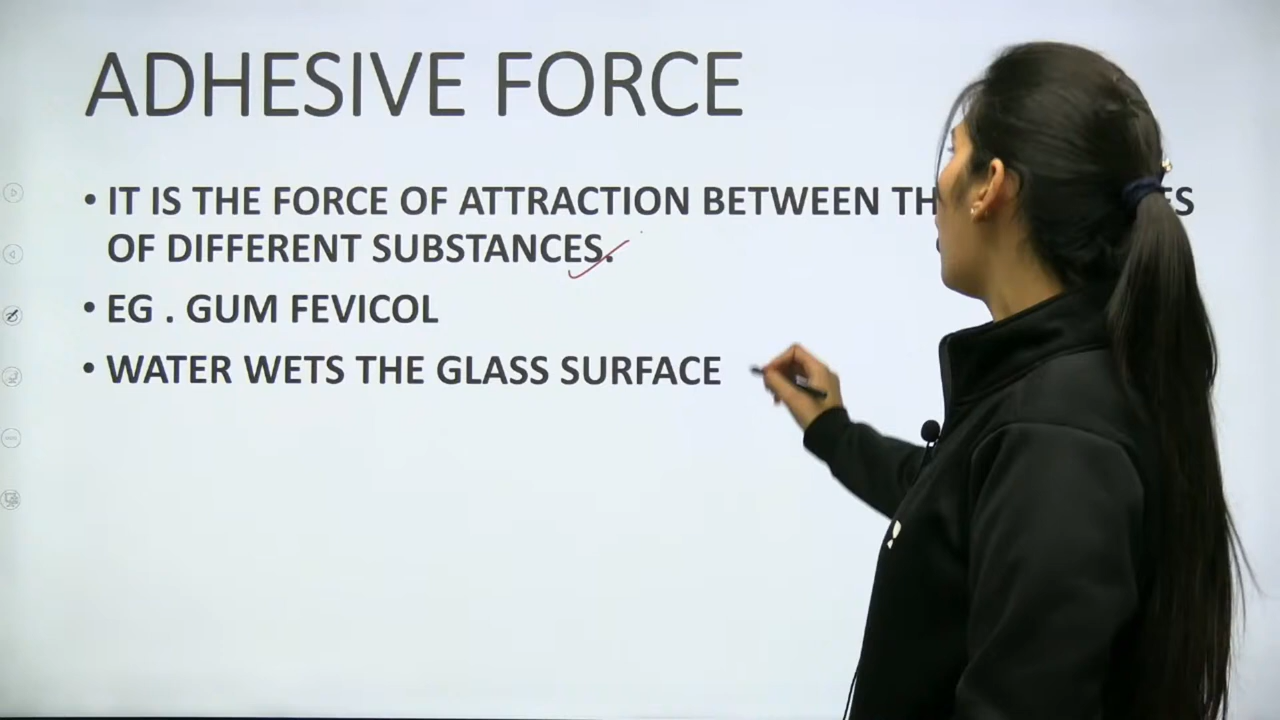 ADHESIVE FORCE
• IT IS THE FORCE OF ATTRACTION BETWEEN
OF DIFFERENT SUBSTANCES.
• EG . GUM FEVICOL
• WATER WETS THE GLASS SURFACE